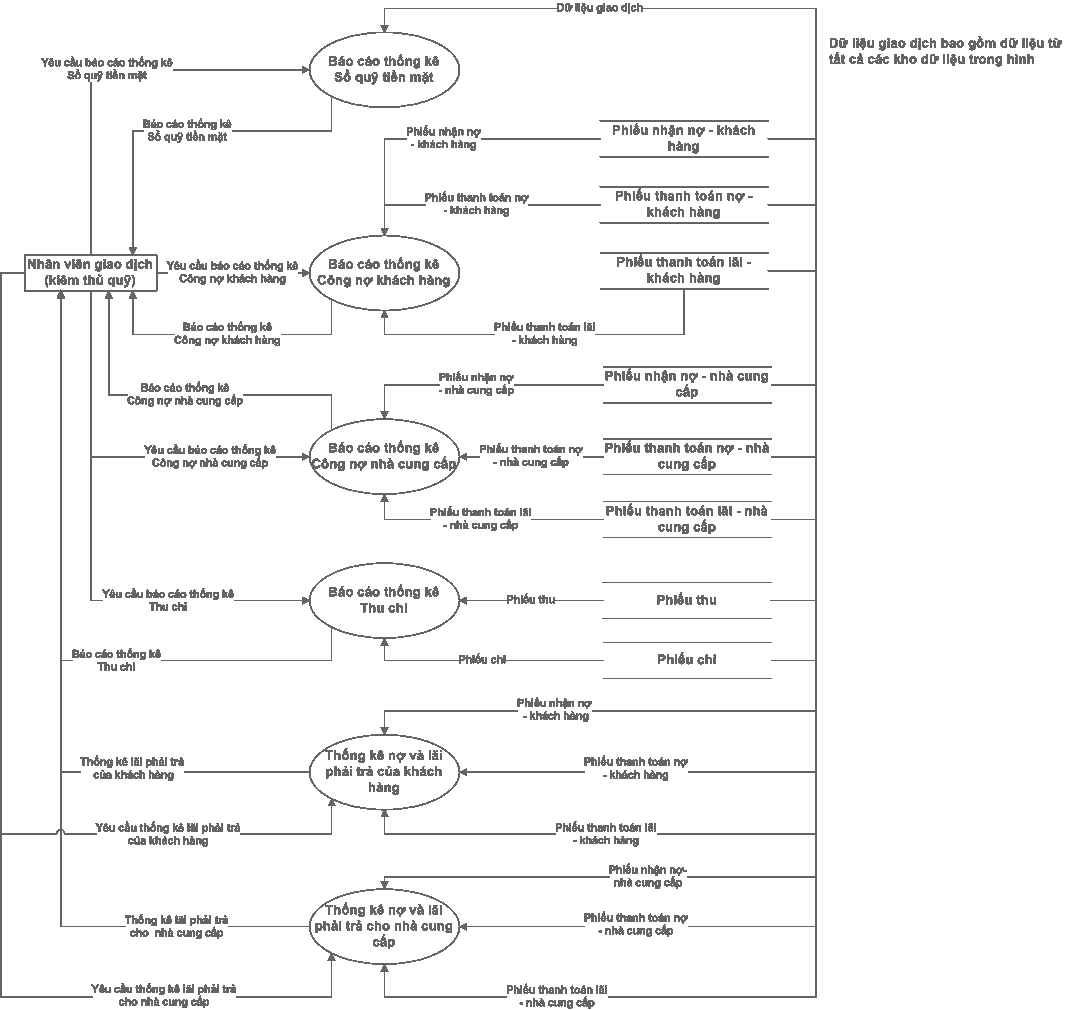 Dữ liệu giao dịch
Dữ liệu giao dịch bao gồm dữ liệu từ
tất cả các kho dữ liệu trong hình
Yêu cầu báo cáo thống kê
Sổ quỹ tiền mặt
Báo cáo thống kê
Sổ quỹ tiền mặt
Báo cáo thống kê
Sổ quỹ tiền mặt
Phiếu nhận nợ
- khách hàng
Phiếu nhận nợ - khách
hàng
Phiếu thanh toán nợ
- khách hàng
Phiếu thanh toán nợ -
khách hàng
Nhân viên giao dịch
(kiêm thủ quỹ)
Yêu cầu báo cáo thống kê
Công nợ khách hàng
Báo cáo thống kê
Công nợ khách hàng
Phiếu thanh toán lãi -
khách hàng
Báo cáo thống kê
Công nợ khách hàng
Phiếu thanh toán lãi
- khách hàng
Báo cáo thống kê
Công nợ nhà cung cấp
Phiếu nhận nợ
- nhà cung cấp
Phiếu nhận nợ - nhà cung
cấp
Yêu cầu báo cáo thống kê
Công nợ nhà cung cấp
Báo cáo thống kê
Công nợ nhà cung cấp
Phiếu thanh toán nợ
- nhà cung cấp
Phiếu thanh toán nợ - nhà
cung cấp
Phiếu thanh toán lãi
- nhà cung cấp
Phiếu thanh toán lãi - nhà
cung cấp
Yêu cầu báo cáo thống kê
Thu chi
Báo cáo thống kê
Thu chi
Phiếu thu
Phiếu thu
Báo cáo thống kê
Thu chi
Phiếu chi
Phiếu chi
Phiếu nhận nợ
- khách hàng
Thống kê lãi phải trả
của khách hàng
Thống kê nợ và lãi
phải trả của khách
hàng
Phiếu thanh toán nợ
- khách hàng
Yêu cầu thống kê lãi phải trả
của khách hàng
Phiếu thanh toán lãi
- khách hàng
Phiếu nhận nợ-
nhà cung cấp
Thống kê lãi phải trả
cho nhà cung cấp
Thống kê nợ và lãi
phải trả cho nhà cung
cấp
Phiếu thanh toán nợ
- nhà cung cấp
Yêu cầu thống kê lãi phải trả
cho nhà cung cấp
Phiếu thanh toán lãi
- nhà cung cấp